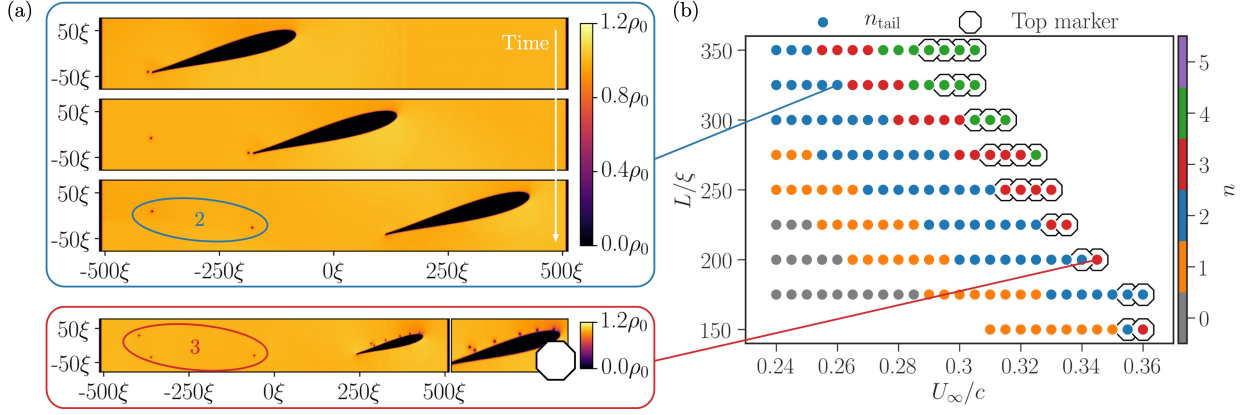 (a)
50ξ
-50ξ
Time
50ξ
-50ξ
50ξ
-50ξ
2
-500ξ -250ξ 0ξ 250ξ 500ξ
1.2ρ₀
0.8ρ₀
0.4ρ₀
0.0ρ₀
50ξ
-50ξ
3
-500ξ -250ξ 0ξ 250ξ 500ξ
1.2ρ₀
0.0ρ₀
(b)
n_tail Top marker
L/ξ
350
300
250
200
150
0.24 0.26 0.28 0.30 0.32 0.34 0.36
U∞/c
5
4
3
2
1
0
n